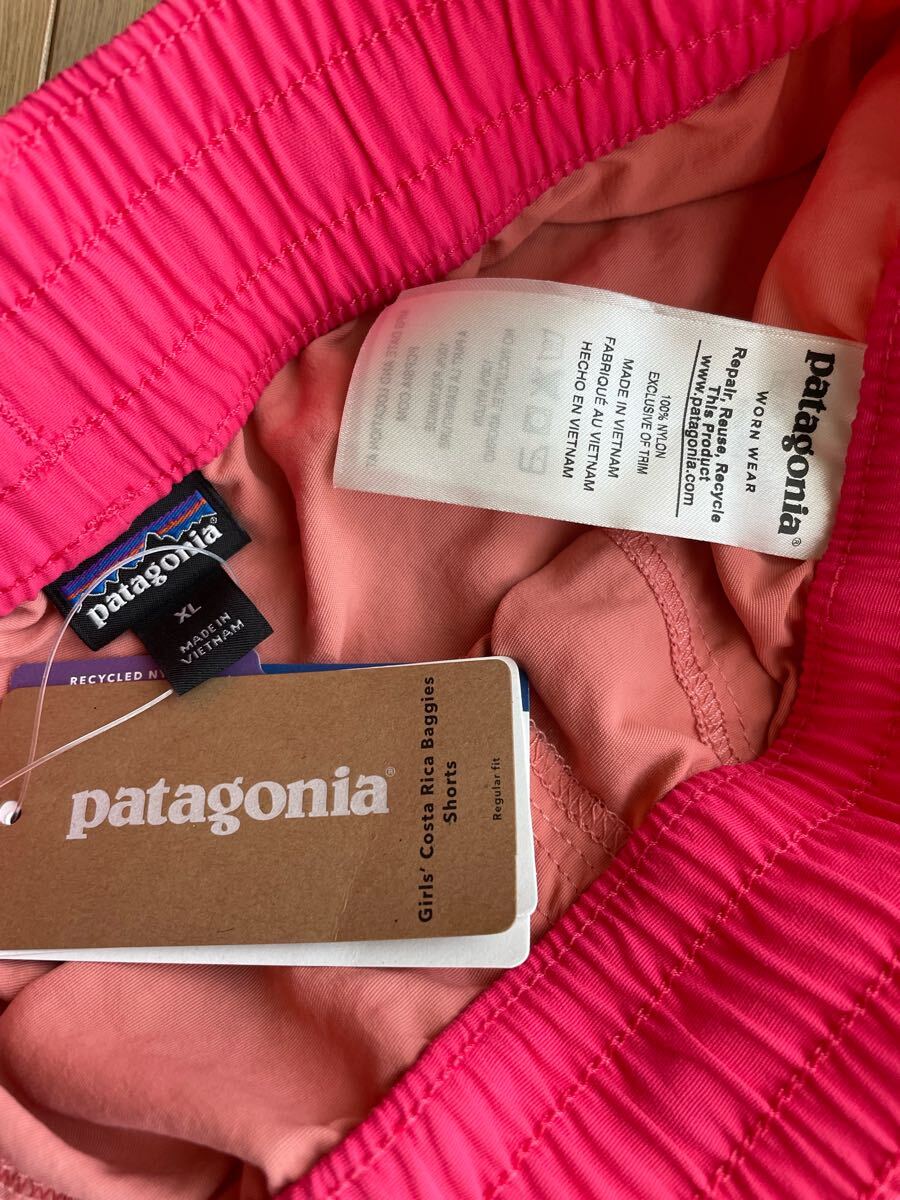 patagonia®
WORN WEAR
Repair, Reuse, Recycle
This Product
www.patagonia.com
100% NYLON
EXCLUSIVE OF TRIM
MADE IN VIETNAM
FABRIQUÉ AU VIETNAM
HECHO EN VIETNAM
patagonia®
XL
MADE IN
VIETNAM
RECYCLED
patagonia®
Girls' Costa Rica Baggies
Shorts
Regular fit